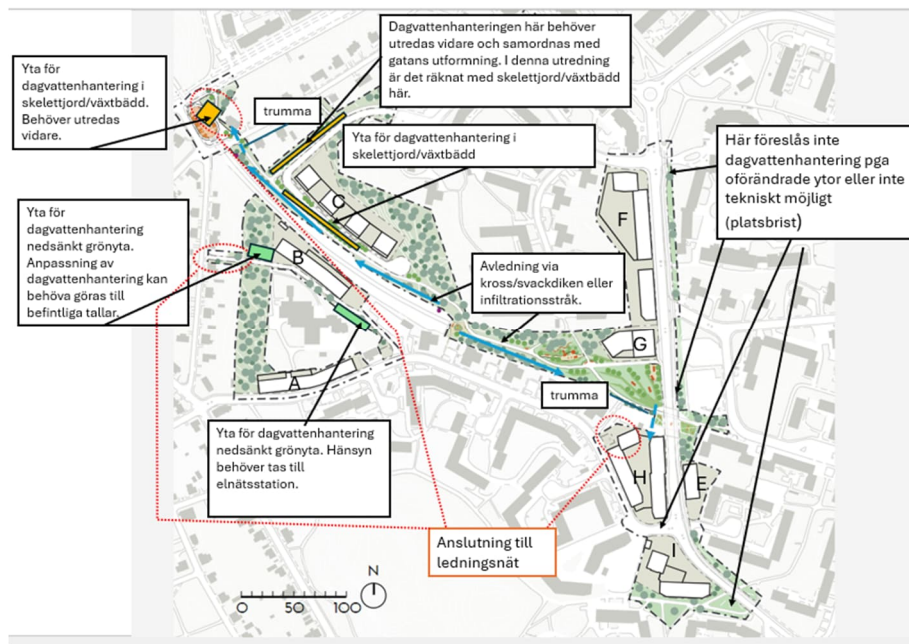 Dagvattenhanteringen här behöver
utredas vidare och samordnas med
gatans utformning. I denna utredning
är det räknat med skelettjord/växtbädd
här.
Yta för
dagvattenhantering i
skelettjord/växtbädd.
Behöver utredas
vidare.
trumma
Yta för dagvattenhantering i
skelettjord/växtbädd
Här föreslås inte
dagvattenhantering pga
oförändrade ytor eller inte
tekniskt möjligt
(platsbrist)
Yta för
dagvattenhantering
nedsänkt grönyta.
Anpassning av
dagvattenhantering kan
behöva göras till
befintliga tallar.
C
F
B
Avledning via
kross/svackdiken eller
infiltrationsstråk.
G
A
trumma
Yta för dagvattenhantering
nedsänkt grönyta. Hänsyn
behöver tas till
elnätsstation.
H
E
Anslutning till
ledningsnät
I
N
0 50 100